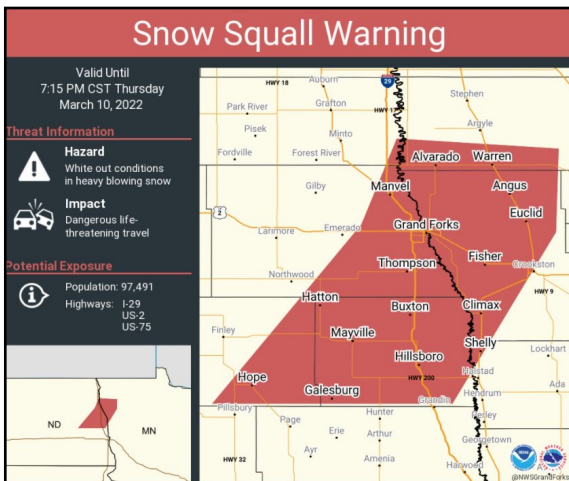 Snow Squall Warning
Valid Until
7:15 PM CST Thursday
March 10, 2022
Threat Information
Hazard
White out conditions
in heavy blowing snow
Impact
Dangerous life-
threatening travel
Potential Exposure
Population: 97,491
Highways: I-29
US-2
US-75
ND
MN
HWY 18
Auburn
29
Stephen
Park River
Grafton
HWY 17
Argyle
Pisek
Minto
Fordville
Forest River
Alvarado
Warren
Gilby
Manvel
Angus
2
Euclid
Larimore
Emerado
Grand Forks
Fisher
Thompson
Crookston
Northwood
Hatton
Buxton
Climax
HWY 9
Finley
Mayville
Shelly
Hillsboro
Lockhart
Hope
HWY 200
Halstad
Ada
Galesburg
Hendrum
Pillsbury
Grandin
Page
Hunter
Perley
Erie
Arthur
Georgetown
HWY 32
Ayr
Amenia
Harwood
@NWSGrandForks